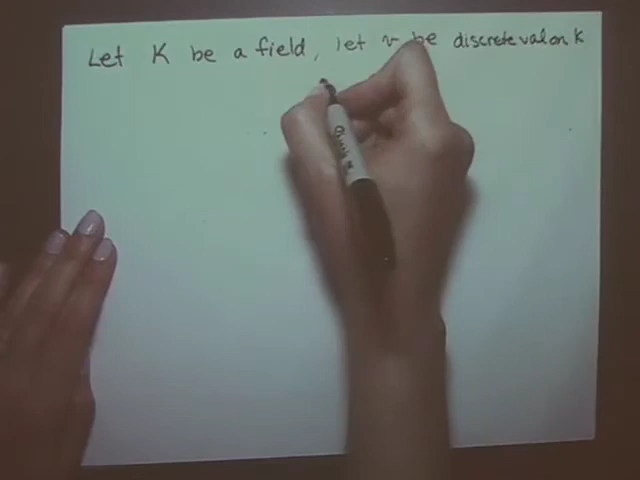 Let K be a field, let v be discrete val on K